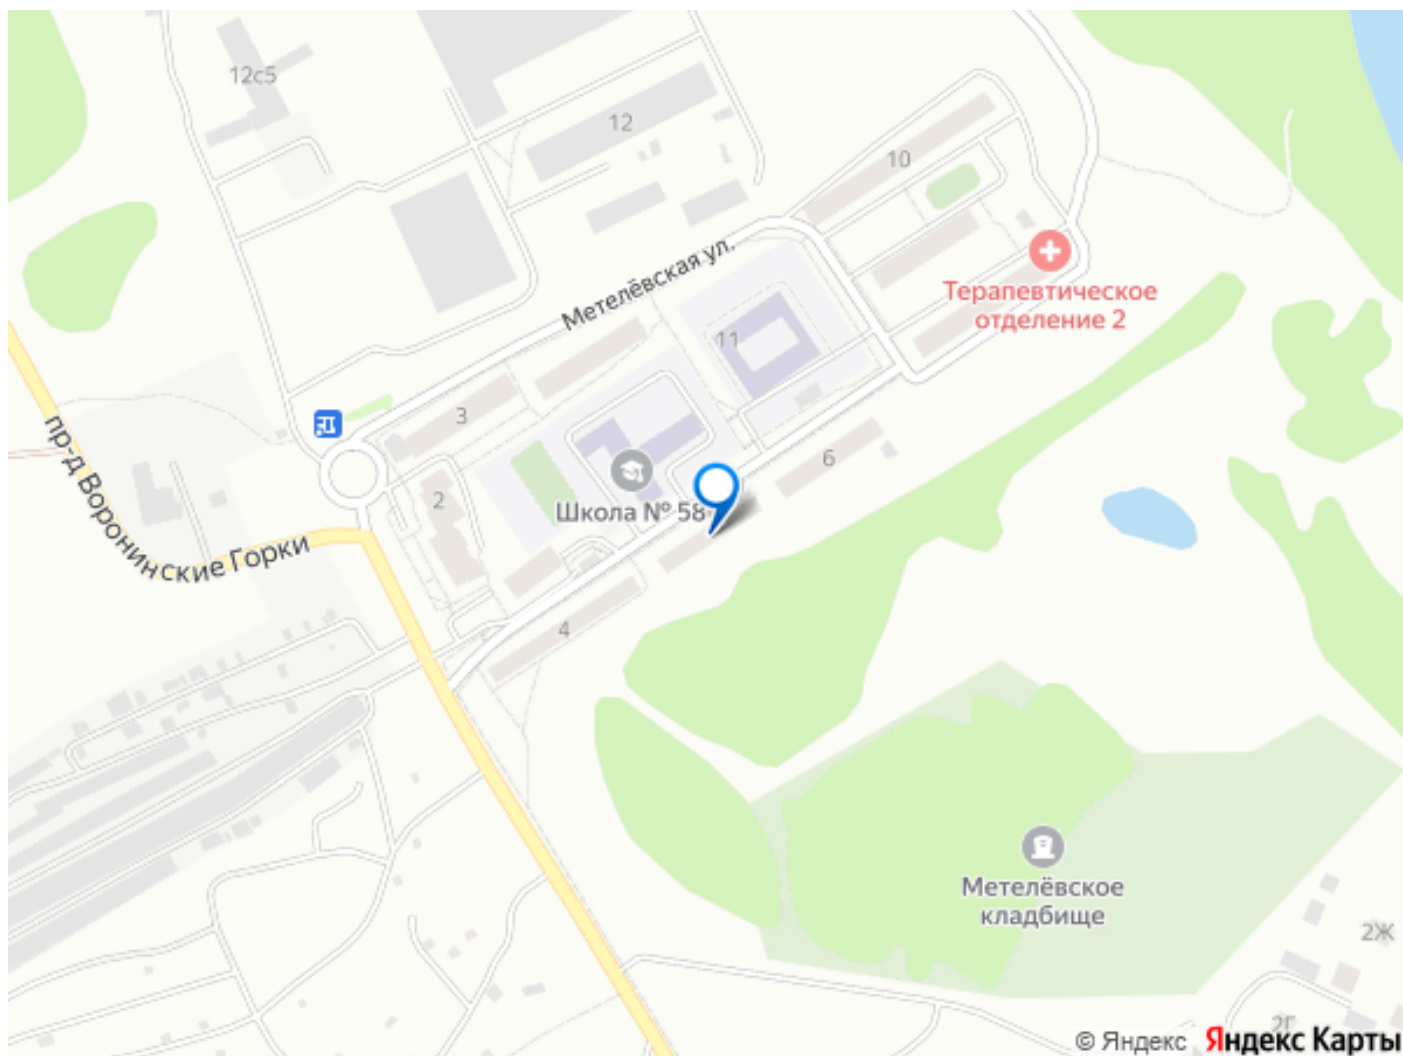 12с5
12
10
Метелёвская ул.
Терапевтическое
отделение 2
11
3
пр-д Воронинские Горки
2
6
Школа № 58
4
Метелёвское
кладбище
2Ж
2Г
© Яндекс Яндекс Карты